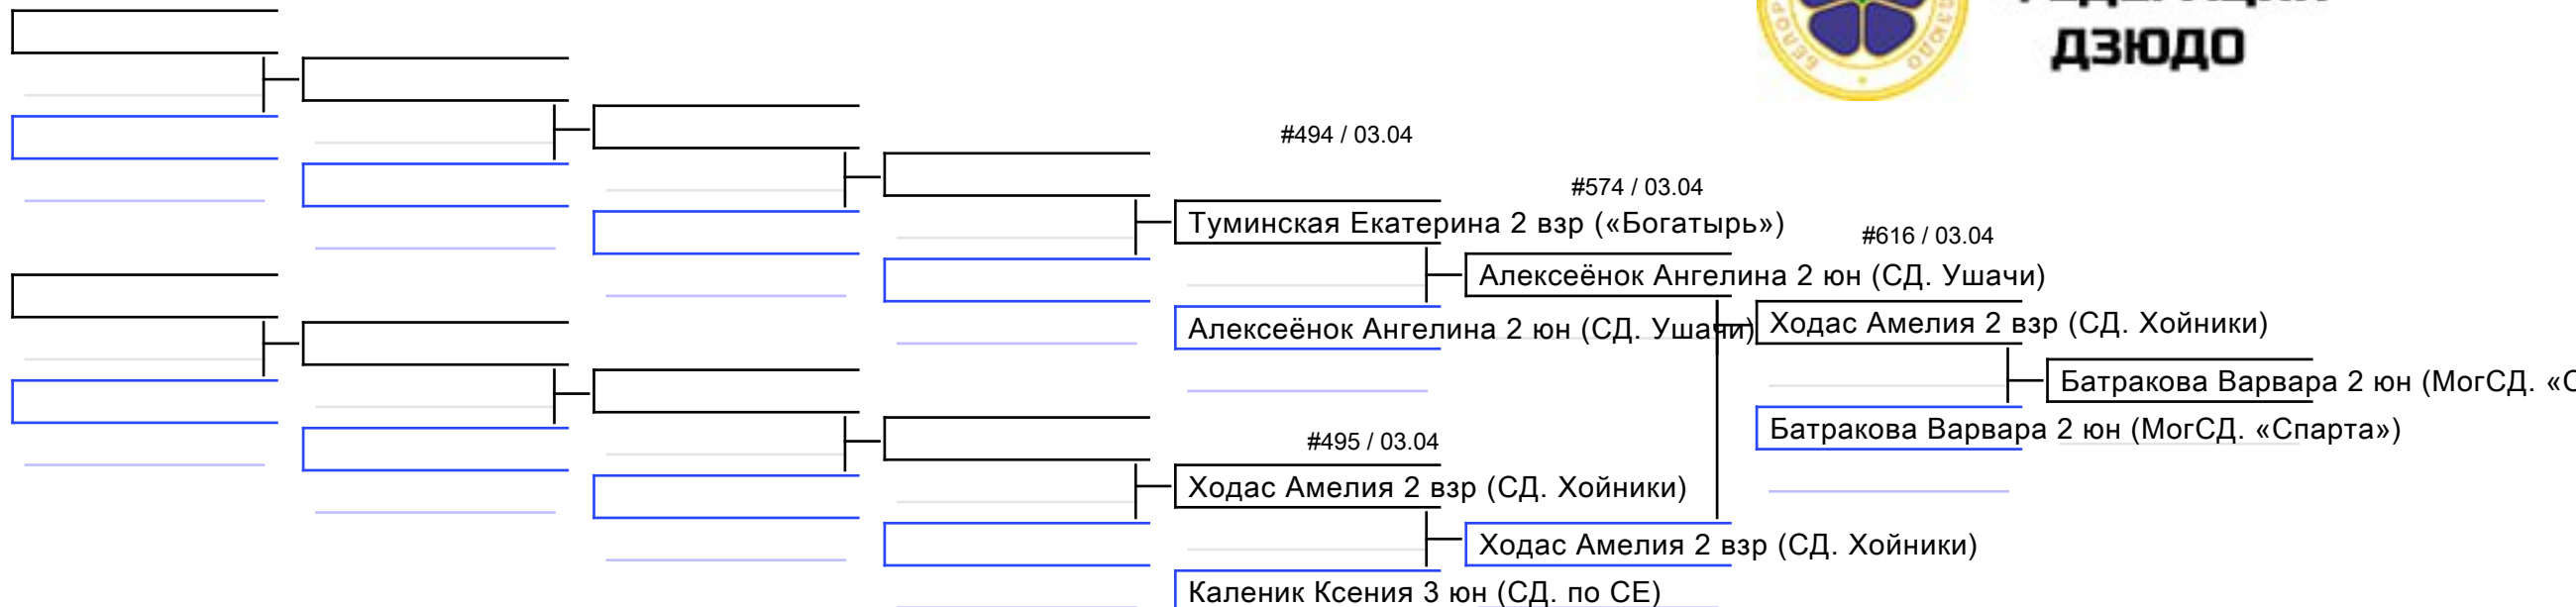 ДЗЮДО
#494 / 03.04
#574 / 03.04
Туминская Екатерина 2 взр («Богатырь»)
#616 / 03.04
Алексеёнок Ангелина 2 юн (СД. Ушачи)
Алексеёнок Ангелина 2 юн (СД. Ушачи)
Ходас Амелия 2 взр (СД. Хойники)
Батракова Варвара 2 юн (МогСД.
Батракова Варвара 2 юн (МогСД. «Спарта»)
#495 / 03.04
Ходас Амелия 2 взр (СД. Хойники)
Ходас Амелия 2 взр (СД. Хойники)
Каленик Ксения 3 юн (СД. по СЕ)